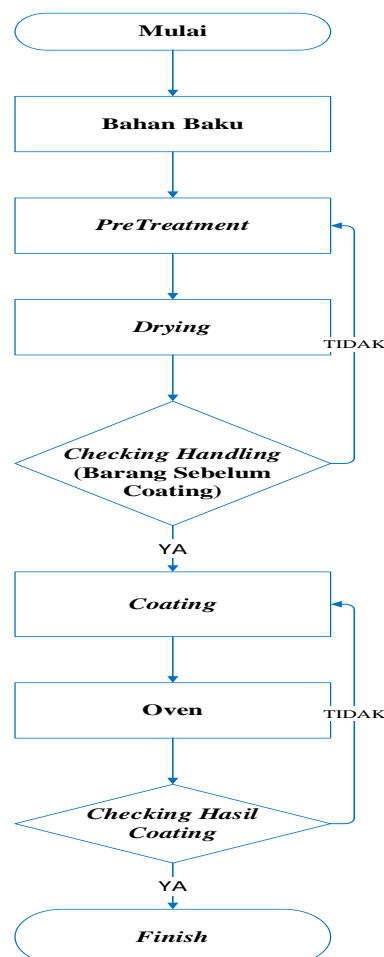 Mulai
Bahan Baku
PreTreatment
Drying
TIDAK
Checking Handling
(Barang Sebelum
Coating)
YA
Coating
Oven
TIDAK
Checking Hasil
Coating
YA
Finish